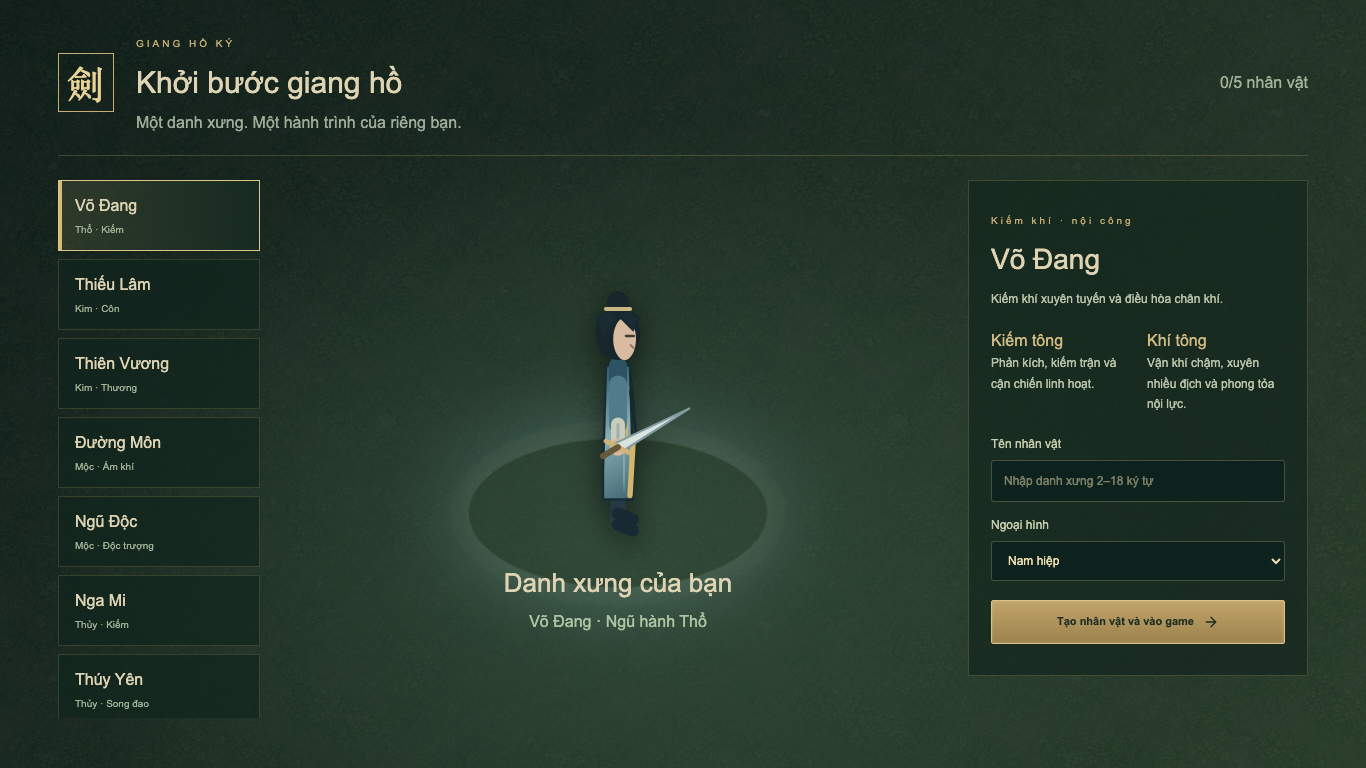 劍
GIANG HỒ KÝ
Khởi bước giang hồ
Một danh xưng. Một hành trình của riêng bạn.
0/5 nhân vật
Võ Đang
Thổ · Kiếm
Thiếu Lâm
Kim · Côn
Thiên Vương
Kim · Thương
Đường Môn
Mộc · Ám khí
Ngũ Độc
Mộc · Độc trượng
Nga Mi
Thủy · Kiếm
Thúy Yên
Thủy · Song đao
Danh xưng của bạn
Võ Đang · Ngũ hành Thổ
Kiếm khí · nội công
Võ Đang
Kiếm khí xuyên tuyến và điều hòa chân khí.
Kiếm tông
Phản kích, kiếm trận và
cận chiến linh hoạt.
Khí tông
Vận khí chậm, xuyên
nhiều địch và phong tỏa
nội lực.
Tên nhân vật
Nhập danh xưng 2–18 ký tự
Ngoại hình
Nam hiệp
Tạo nhân vật và vào game →